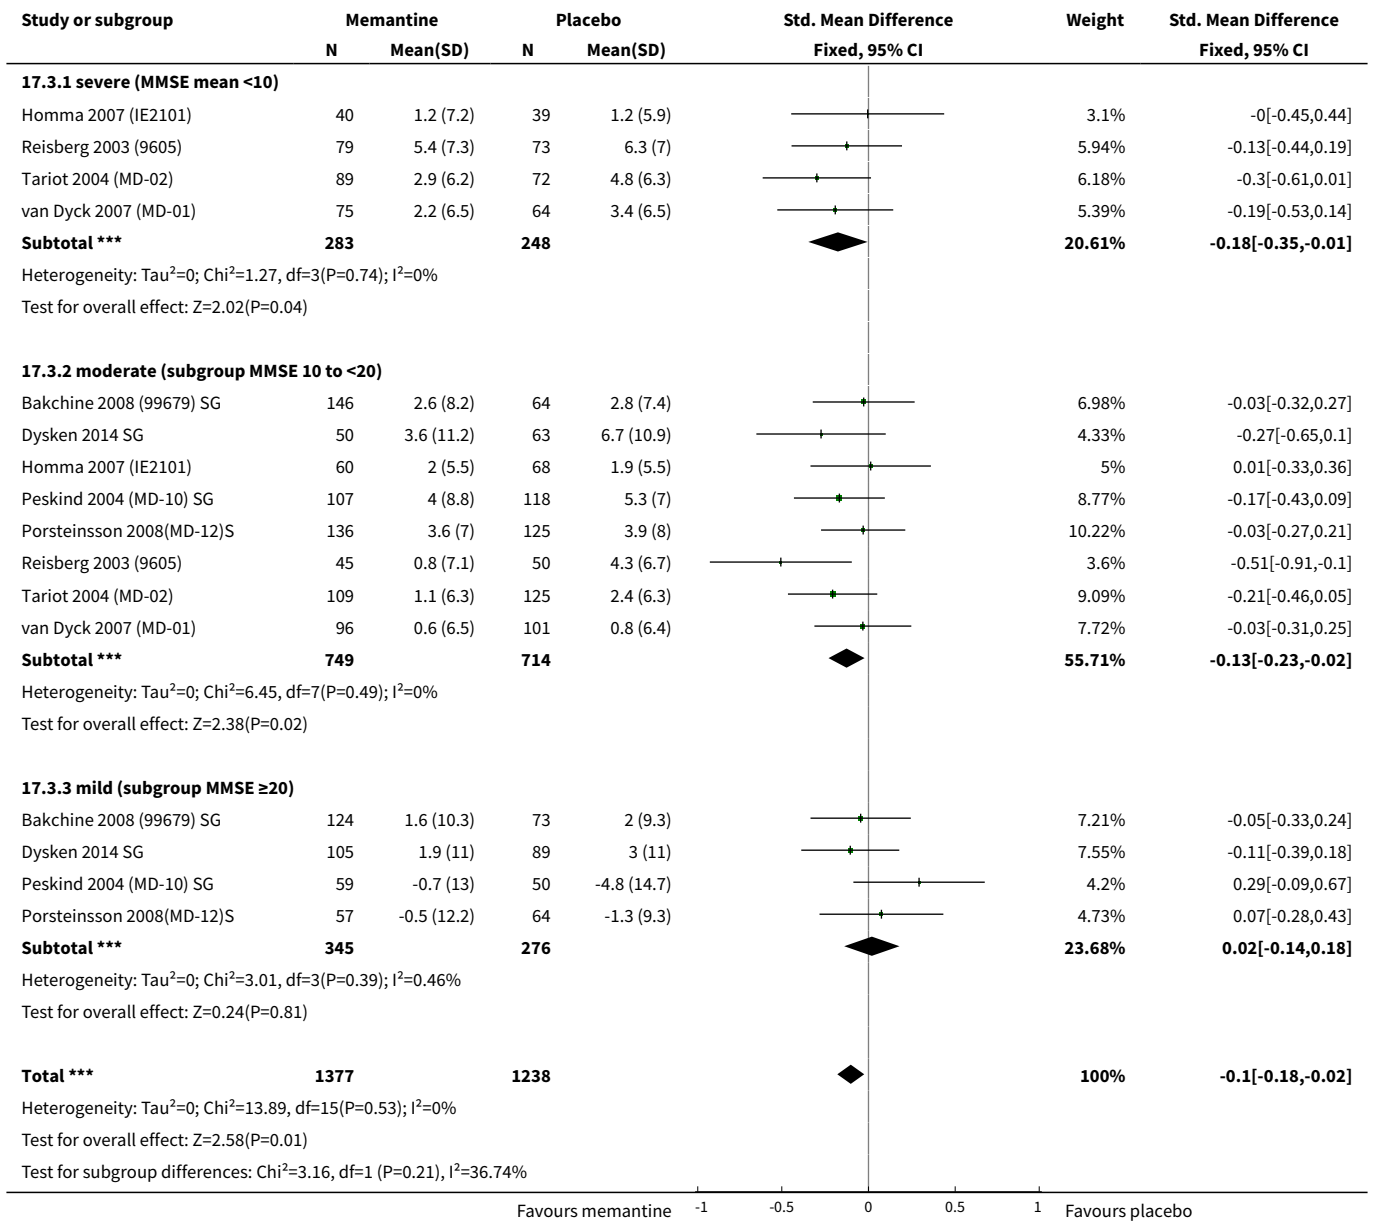 Study or subgroup Memantine Placebo Std. Mean Difference Weight Std. Mean Difference
N Mean(SD) N Mean(SD) Fixed, 95% CI Fixed, 95% CI
17.3.1 severe (MMSE mean <10)
Homma 2007 (IE2101) 40 1.2 (7.2) 39 1.2 (5.9) 3.1% -0[-0.45,0.44]
Reisberg 2003 (9605) 79 5.4 (7.3) 73 6.3 (7) 5.94% -0.13[-0.44,0.19]
Tariot 2004 (MD-02) 89 2.9 (6.2) 72 4.8 (6.3) 6.18% -0.3[-0.61,0.01]
van Dyck 2007 (MD-01) 75 2.2 (6.5) 64 3.4 (6.5) 5.39% -0.19[-0.53,0.14]
Subtotal *** 283 248 20.61% -0.18[-0.35,-0.01]
Heterogeneity: Tau²=0; Chi²=1.27, df=3(P=0.74); I²=0%
Test for overall effect: Z=2.02(P=0.04)
17.3.2 moderate (subgroup MMSE 10 to <20)
Bakchine 2008 (99679) SG 146 2.6 (8.2) 64 2.8 (7.4) 6.98% -0.03[-0.32,0.27]
Dysken 2014 SG 50 3.6 (11.2) 63 6.7 (10.9) 4.33% -0.27[-0.65,0.1]
Homma 2007 (IE2101) 60 2 (5.5) 68 1.9 (5.5) 5% 0.01[-0.33,0.36]
Peskind 2004 (MD-10) SG 107 4 (8.8) 118 5.3 (7) 8.77% -0.17[-0.43,0.09]
Porsteinsson 2008(MD-12)S 136 3.6 (7) 125 3.9 (8) 10.22% -0.03[-0.27,0.21]
Reisberg 2003 (9605) 45 0.8 (7.1) 50 4.3 (6.7) 3.6% -0.51[-0.91,-0.1]
Tariot 2004 (MD-02) 109 1.1 (6.3) 125 2.4 (6.3) 9.09% -0.21[-0.46,0.05]
van Dyck 2007 (MD-01) 96 0.6 (6.5) 101 0.8 (6.4) 7.72% -0.03[-0.31,0.25]
Subtotal *** 749 714 55.71% -0.13[-0.23,-0.02]
Heterogeneity: Tau²=0; Chi²=6.45, df=7(P=0.49); I²=0%
Test for overall effect: Z=2.38(P=0.02)
17.3.3 mild (subgroup MMSE ≥20)
Bakchine 2008 (99679) SG 124 1.6 (10.3) 73 2 (9.3) 7.21% -0.05[-0.33,0.24]
Dysken 2014 SG 105 1.9 (11) 89 3 (11) 7.55% -0.11[-0.39,0.18]
Peskind 2004 (MD-10) SG 59 -0.7 (13) 50 -4.8 (14.7) 4.2% 0.29[-0.09,0.67]
Porsteinsson 2008(MD-12)S 57 -0.5 (12.2) 64 -1.3 (9.3) 4.73% 0.07[-0.28,0.43]
Subtotal *** 345 276 23.68% 0.02[-0.14,0.18]
Heterogeneity: Tau²=0; Chi²=3.01, df=3(P=0.39); I²=0.46%
Test for overall effect: Z=0.24(P=0.81)
Total *** 1377 1238 100% -0.1[-0.18,-0.02]
Heterogeneity: Tau²=0; Chi²=13.89, df=15(P=0.53); I²=0%
Test for overall effect: Z=2.58(P=0.01)
Test for subgroup differences: Chi²=3.16, df=1 (P=0.21), I²=36.74%
Favours memantine -1 -0.5 0 0.5 1 Favours placebo